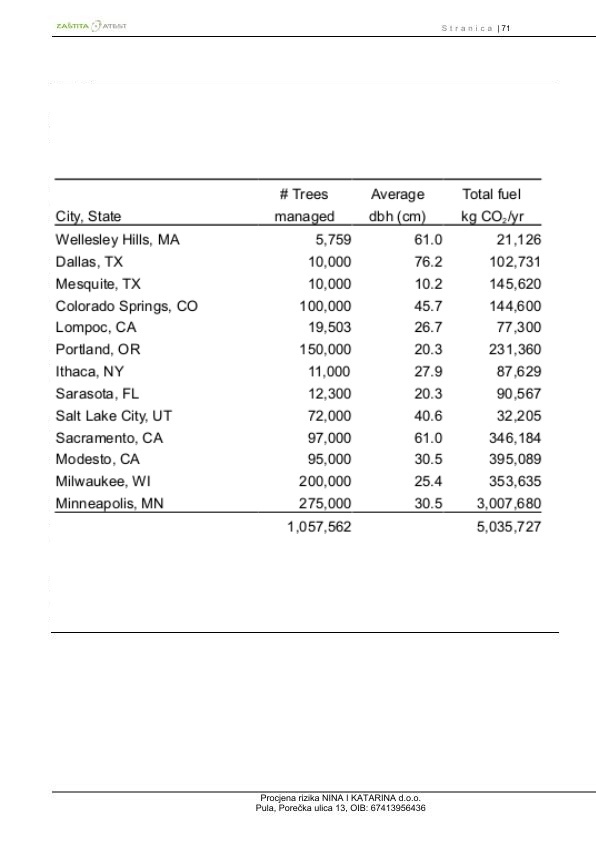 ZAŠTITA ATEST
Stranica | 71
# Trees Average Total fuel
City, State managed dbh (cm) kg CO₂/yr
Wellesley Hills, MA 5,759 61.0 21,126
Dallas, TX 10,000 76.2 102,731
Mesquite, TX 10,000 10.2 145,620
Colorado Springs, CO 100,000 45.7 144,600
Lompoc, CA 19,503 26.7 77,300
Portland, OR 150,000 20.3 231,360
Ithaca, NY 11,000 27.9 87,629
Sarasota, FL 12,300 20.3 90,567
Salt Lake City, UT 72,000 40.6 32,205
Sacramento, CA 97,000 61.0 346,184
Modesto, CA 95,000 30.5 395,089
Milwaukee, WI 200,000 25.4 353,635
Minneapolis, MN 275,000 30.5 3,007,680
1,057,562 5,035,727
Procjena rizika NINA I KATARINA d.o.o.
Pula, Porečka ulica 13, OIB: 67413956436